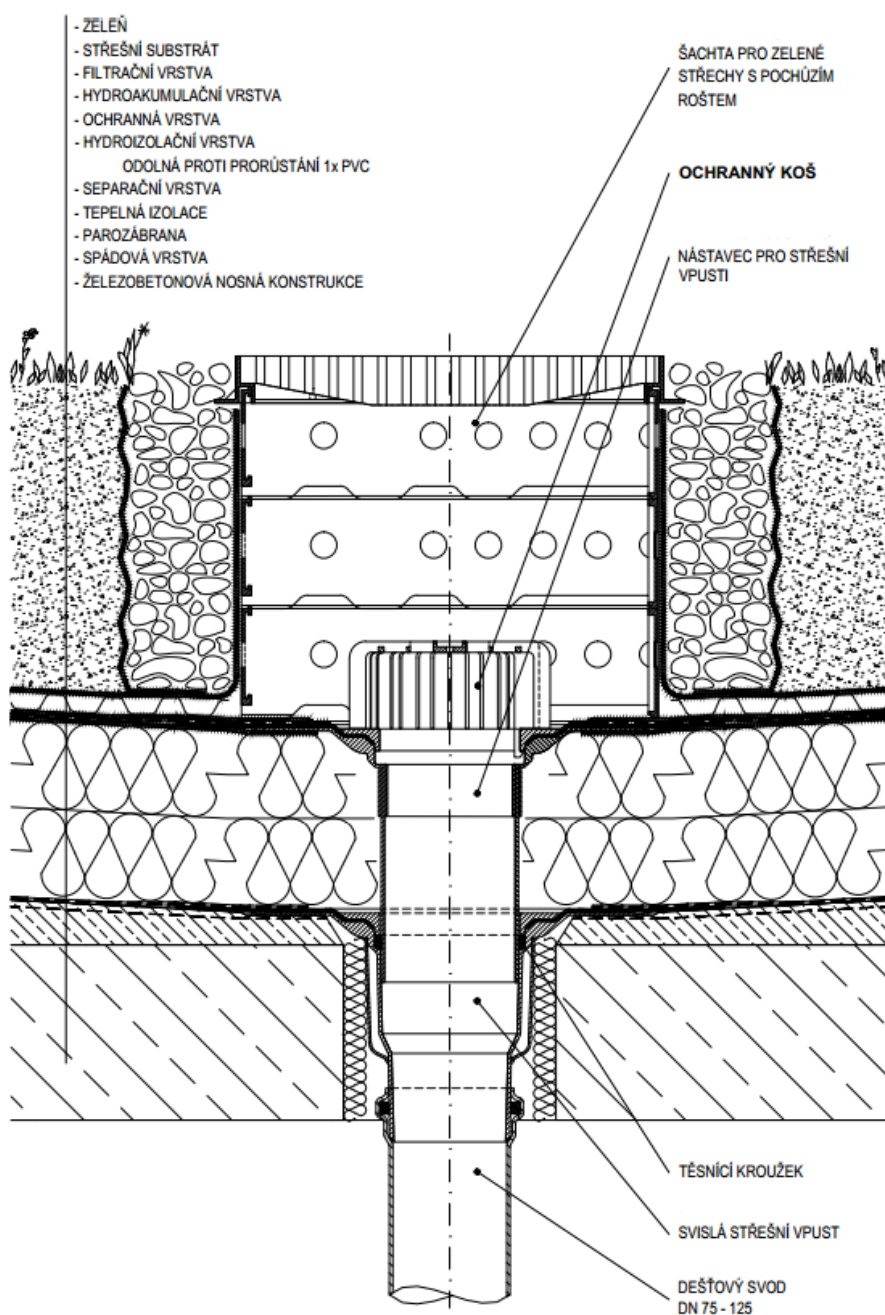 - ZELEŇ
- STŘEŠNÍ SUBSTRÁT
- FILTRAČNÍ VRSTVA
- HYDROAKUMULAČNÍ VRSTVA
- OCHRANNÁ VRSTVA
- HYDROIZOLAČNÍ VRSTVA
ODOLNÁ PROTI PRORŮSTÁNÍ 1x PVC
- SEPARAČNÍ VRSTVA
- TEPELNÁ IZOLACE
- PAROZÁBRANA
- SPÁDOVÁ VRSTVA
- ŽELEZOBETONOVÁ NOSNÁ KONSTRUKCE
ŠACHTA PRO ZELENÉ
STŘECHY S POCHŮZÍM
ROŠTEM
OCHRANNÝ KOŠ
NÁSTAVEC PRO STŘEŠNÍ
VPUSTI
TĚSNÍCÍ KROUŽEK
SVISLÁ STŘEŠNÍ VPUST
DEŠŤOVÝ SVOD
DN 75 - 125